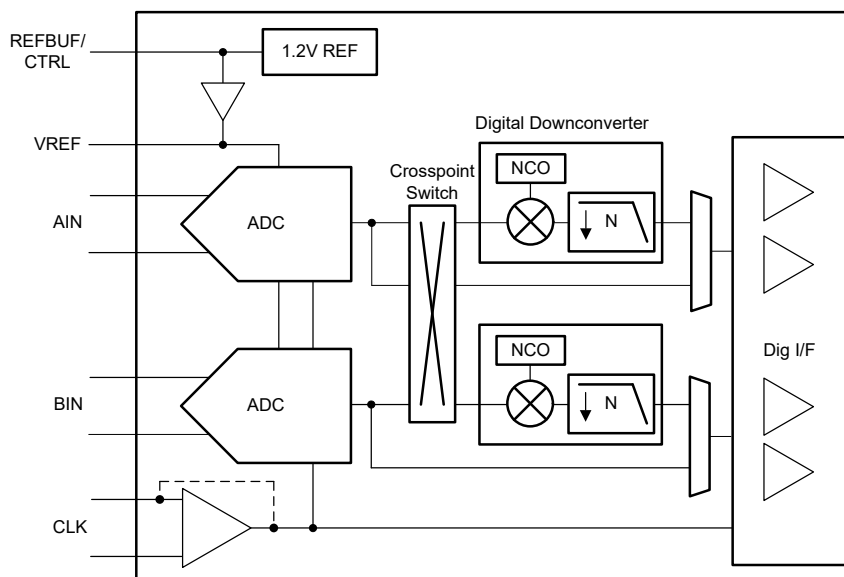 REFBUF/
CTRL
1.2V REF
VREF
Digital Downconverter
Crosspoint
Switch
NCO
AIN
ADC
N
NCO
Dig I/F
BIN
ADC
N
CLK